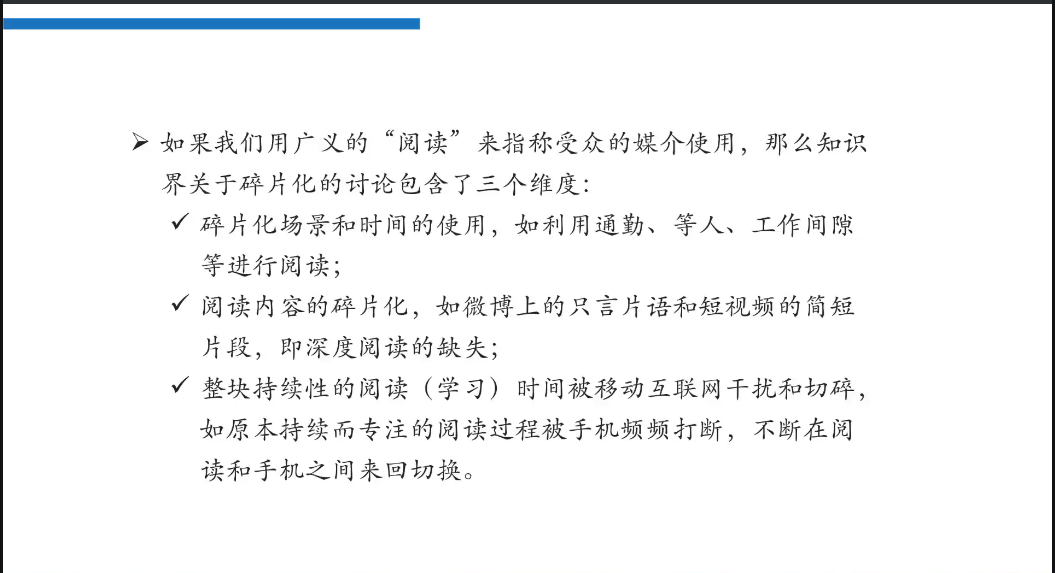 ➢ 如果我们用广义的“阅读”来指称受众的媒介使用，那么知识
界关于碎片化的讨论包含了三个维度：
✓ 碎片化场景和时间的使用，如利用通勤、等人、工作间隙
等进行阅读；
✓ 阅读内容的碎片化，如微博上的只言片语和短视频的简短
片段，即深度阅读的缺失；
✓ 整块持续性的阅读（学习）时间被移动互联网干扰和切碎，
如原本持续而专注的阅读过程被手机频频打断，不断在阅
读和手机之间来回切换。